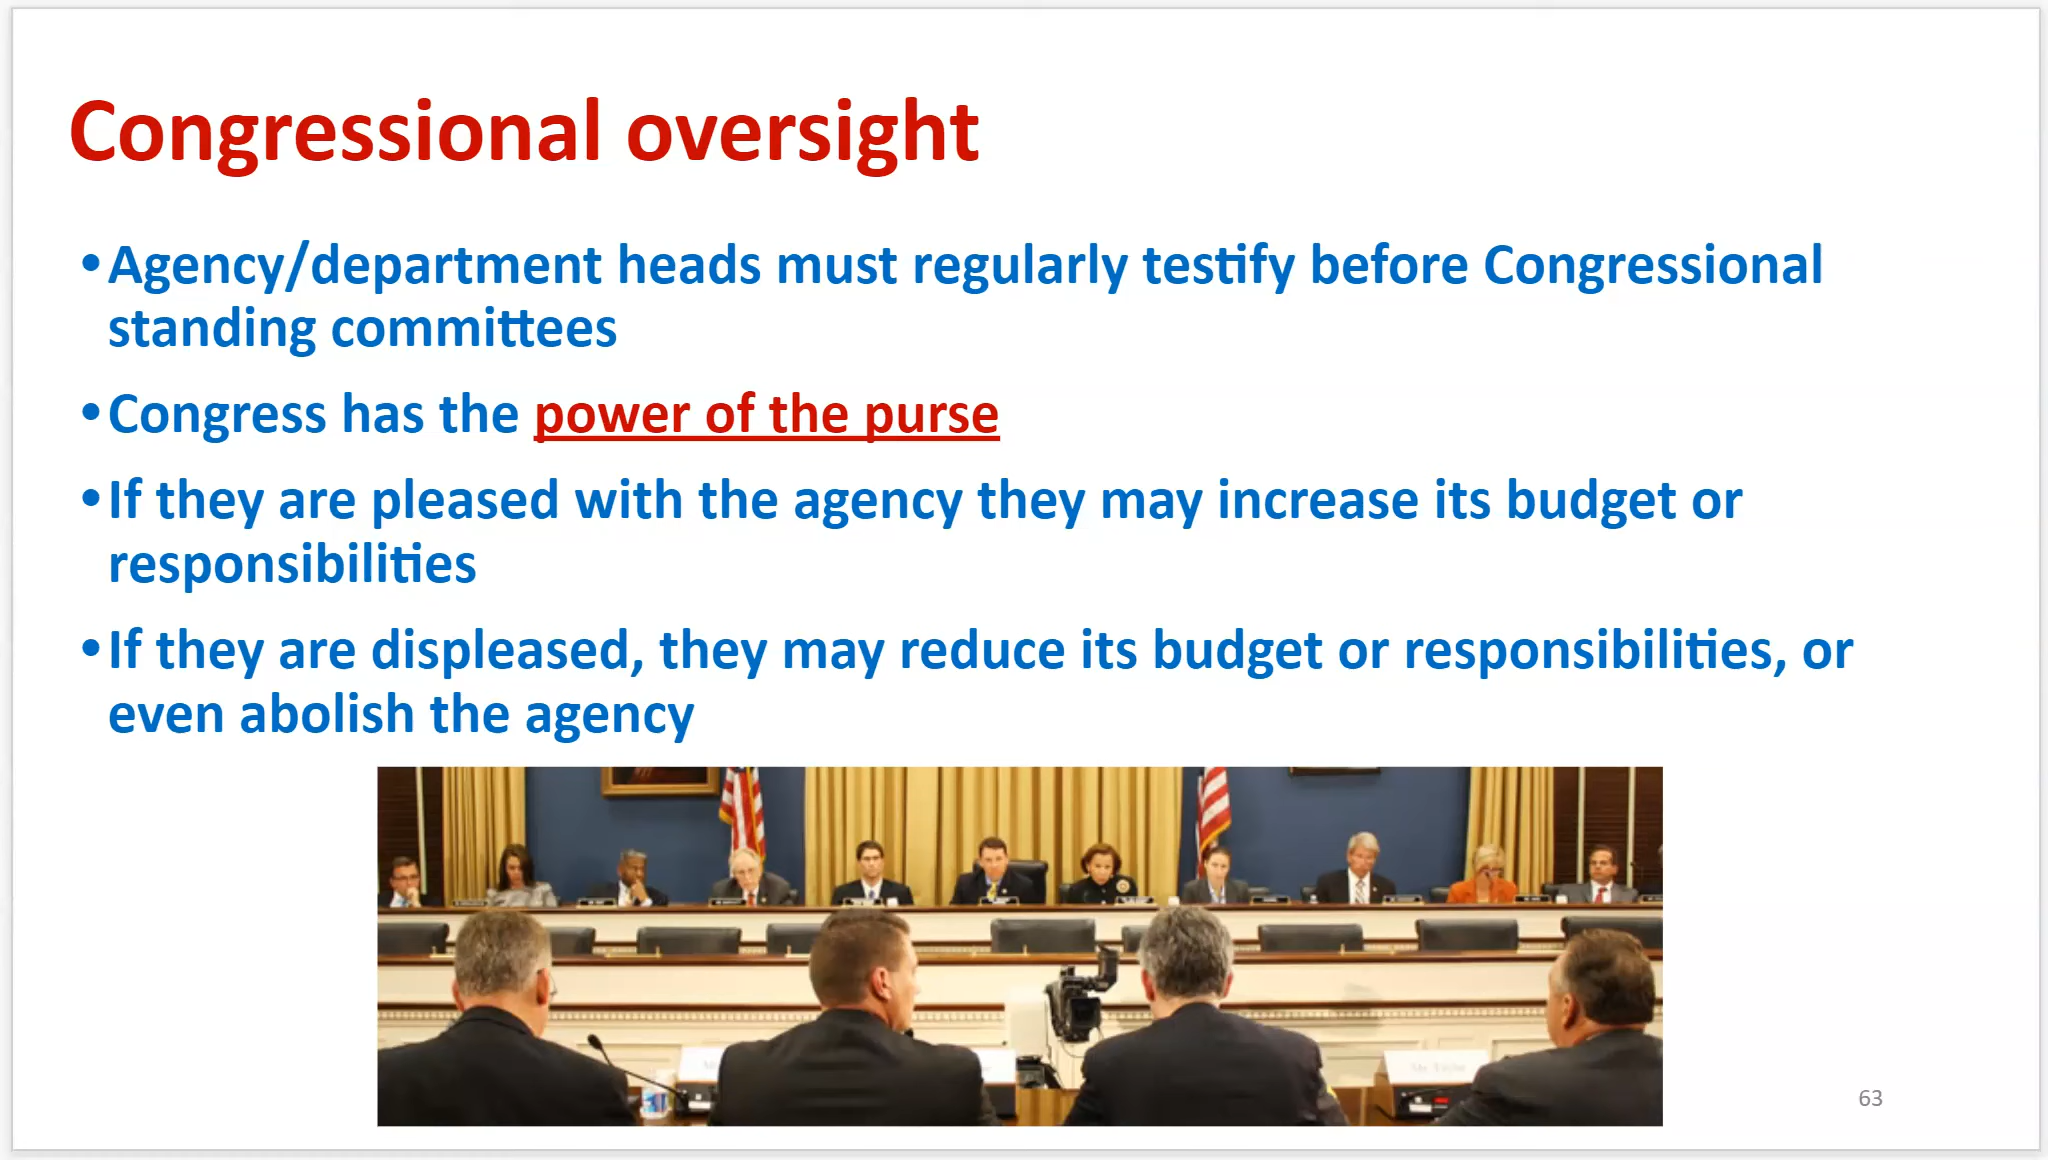 Congressional oversight
•Agency/department heads must regularly testify before Congressional
standing committees
•Congress has the power of the purse
•If they are pleased with the agency they may increase its budget or
responsibilities
•If they are displeased, they may reduce its budget or responsibilities, or
even abolish the agency
63